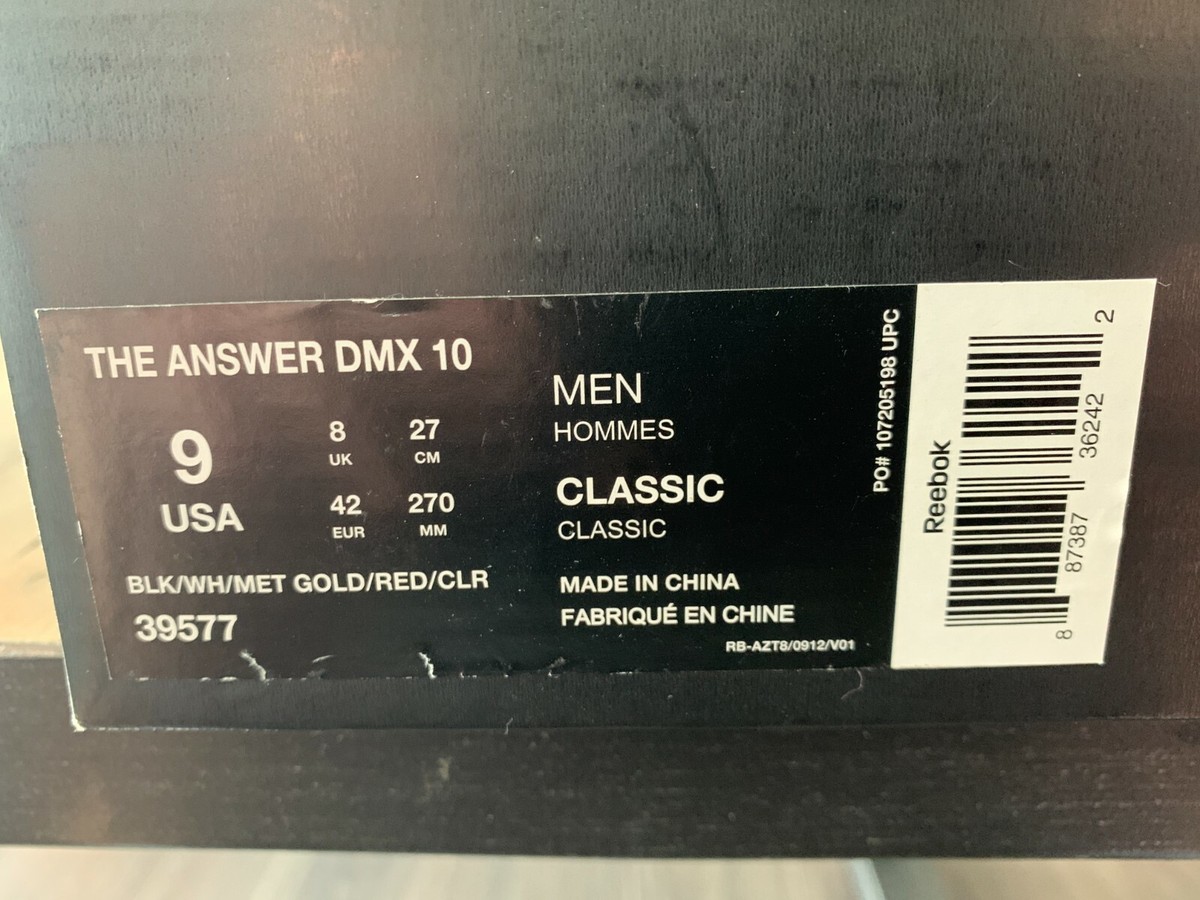 THE ANSWER DMX 10
9
USA
8
UK
27
CM
42
EUR
270
MM
BLK/WH/MET GOLD/RED/CLR
39577
MEN
HOMMES
CLASSIC
CLASSIC
MADE IN CHINA
FABRIQUÉ EN CHINE
RB-AZT8/0912/V01
PO# 107205198 UPC
Reebok
8 87387 36242 2